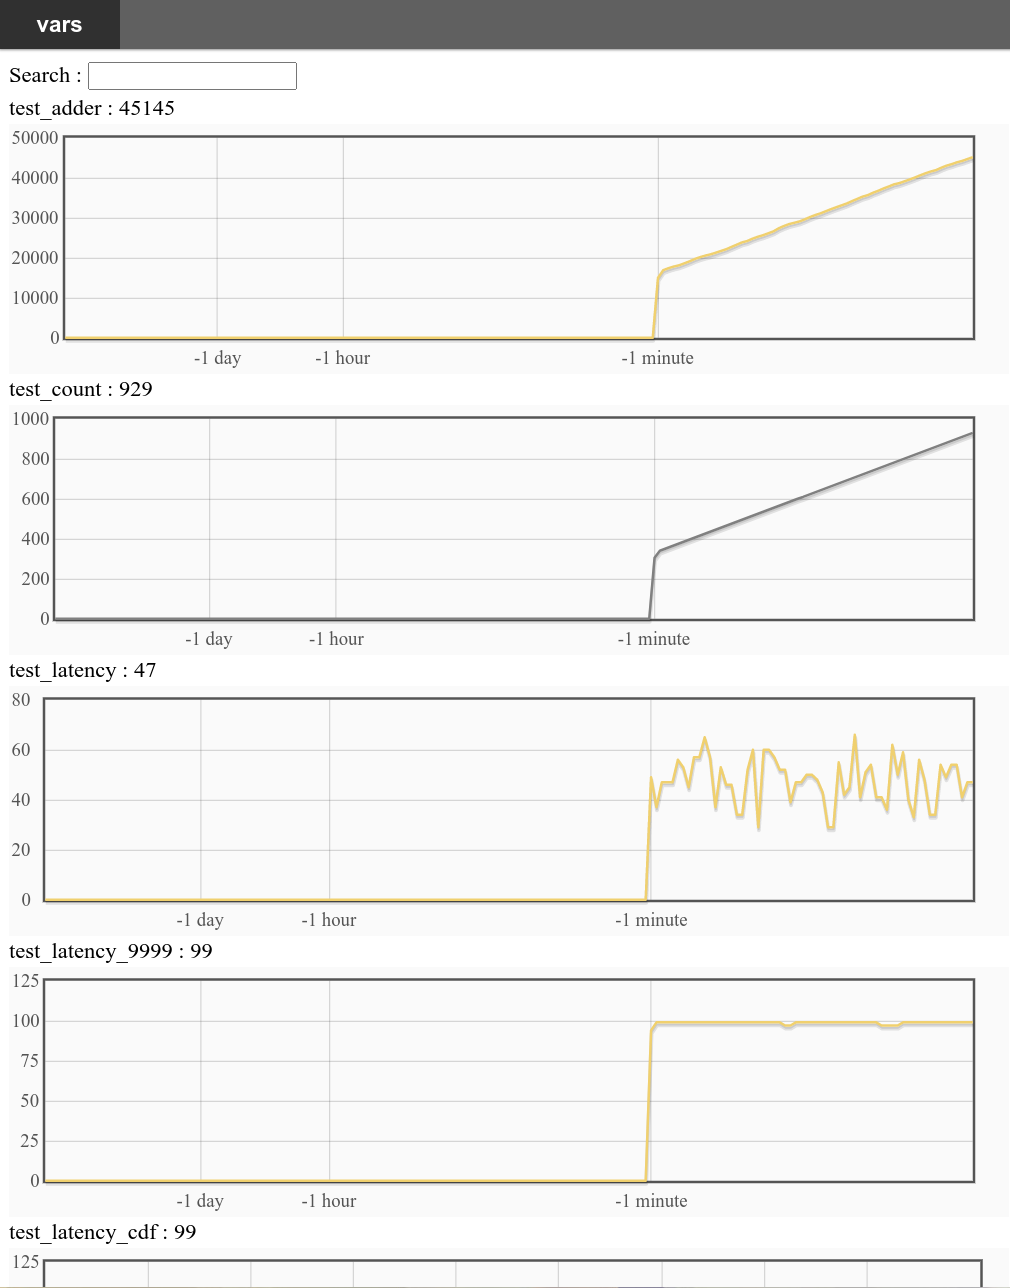 vars
Search :
test_adder : 45145
50000
40000
30000
20000
10000
0
-1 day -1 hour -1 minute
test_count : 929
1000
800
600
400
200
0
-1 day -1 hour -1 minute
test_latency : 47
80
60
40
20
0
-1 day -1 hour -1 minute
test_latency_9999 : 99
125
100
75
50
25
0
-1 day -1 hour -1 minute
test_latency_cdf : 99
125